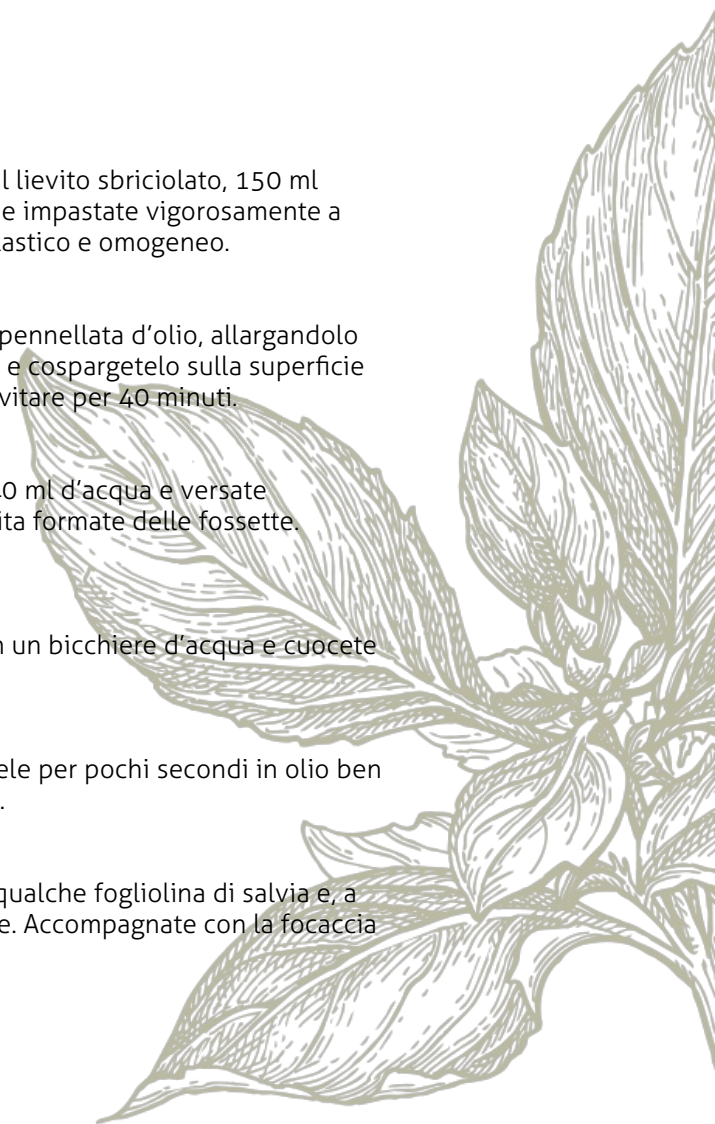 l lievito sbriciolato, 150 ml
e impastate vigorosamente a
lastico e omogeneo.
pennellata d’olio, allargandolo
e cospargetelo sulla superficie
vitare per 40 minuti.
0 ml d’acqua e versate
ita formate delle fossette.
n un bicchiere d’acqua e cuocete
ele per pochi secondi in olio ben
.
qualche fogliolina di salvia e, a
e. Accompagnate con la focaccia